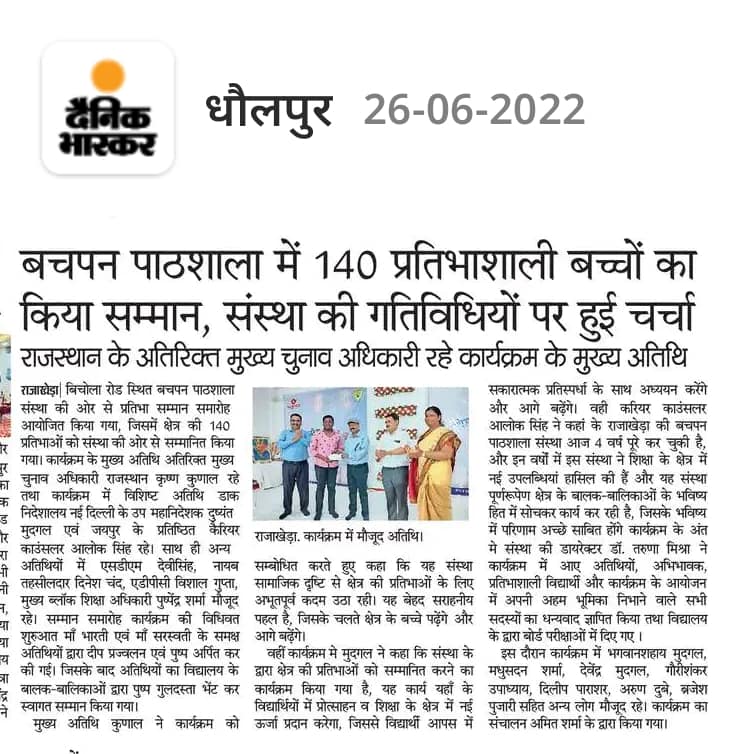 दैनिक
भास्कर
धौलपुर 26-06-2022
बचपन पाठशाला में 140 प्रतिभाशाली बच्चों का
किया सम्मान, संस्था की गतिविधियों पर हुई चर्चा
राजस्थान के अतिरिक्त मुख्य चुनाव अधिकारी रहे कार्यक्रम के मुख्य अतिथि
राजाखेड़ा| बिचोला रोड स्थित बचपन पाठशाला
संस्था की ओर से प्रतिभा सम्मान समारोह
आयोजित किया गया, जिसमें क्षेत्र की 140
प्रतिभाओं को संस्था की ओर से सम्मानित किया
गया। कार्यक्रम के मुख्य अतिथि अतिरिक्त मुख्य
चुनाव अधिकारी राजस्थान कृष्ण कुणाल रहे
तथा कार्यक्रम में विशिष्ट अतिथि डाक
निदेशालय नई दिल्ली के उप महानिदेशक दुष्यंत
मुदगल एवं जयपुर के प्रतिष्ठित कैरियर
काउंसलर आलोक सिंह रहे। साथ ही अन्य
अतिथियों में एसडीएम देवीसिंह, नायब
तहसीलदार दिनेश चंद, एडीपीसी विशाल गुप्ता,
मुख्य ब्लॉक शिक्षा अधिकारी पुष्पेंद्र शर्मा मौजूद
रहे। सम्मान समारोह कार्यक्रम की विधिवत
शुरुआत माँ भारती एवं माँ सरस्वती के समक्ष
अतिथियों द्वारा दीप प्रज्वलन एवं पुष्प अर्पित कर
की गई। जिसके बाद अतिथियों का विद्यालय के
बालक-बालिकाओं द्वारा पुष्प गुलदस्ता भेंट कर
स्वागत सम्मान किया गया।
मुख्य अतिथि कुणाल ने कार्यक्रम को
राजाखेड़ा. कार्यक्रम में मौजूद अतिथि।
सम्बोधित करते हुए कहा कि यह संस्था
सामाजिक दृष्टि से क्षेत्र की प्रतिभाओं के लिए
अभूतपूर्व कदम उठा रही। यह बेहद सराहनीय
पहल है, जिसके चलते क्षेत्र के बच्चे पढ़ेंगे और
आगे बढ़ेंगे।
वहीं कार्यक्रम मे मुदगल ने कहा कि संस्था के
द्वारा क्षेत्र की प्रतिभाओं को सम्मानित करने का
कार्यक्रम किया गया है, यह कार्य यहाँ के
विद्यार्थियों में प्रोत्साहन व शिक्षा के क्षेत्र में नई
ऊर्जा प्रदान करेगा, जिससे विद्यार्थी आपस में
सकारात्मक प्रतिस्पर्धा के साथ अध्ययन करेंगे
और आगे बढ़ेंगे। वही करियर काउंसलर
आलोक सिंह ने कहां के राजाखेड़ा की बचपन
पाठशाला संस्था आज 4 वर्ष पूरे कर चुकी है,
और इन वर्षों में इस संस्था ने शिक्षा के क्षेत्र में
नई उपलब्धियां हासिल की हैं और यह संस्था
पूर्णरूपेण क्षेत्र के बालक-बालिकाओं के भविष्य
हित में सोचकर कार्य कर रही है, जिसके भविष्य
में परिणाम अच्छे साबित होंगे कार्यक्रम के अंत
मे संस्था की डायरेक्टर डॉ. तरुणा मिश्रा ने
कार्यक्रम में आए अतिथियों, अभिभावक,
प्रतिभाशाली विद्यार्थी और कार्यक्रम के आयोजन
में अपनी अहम भूमिका निभाने वाले सभी
सदस्यों का धन्यवाद ज्ञापित किया तथा विद्यालय
के द्वारा बोर्ड परीक्षाओं में दिए गए ।
इस दौरान कार्यक्रम में भगवानशहाय मुदगल,
मधुसदन शर्मा, देवेंद्र मुदगल, गौरीशंकर
उपाध्याय, दिलीप पाराशर, अरुण दुबे, ब्रजेश
पुजारी सहित अन्य लोग मौजूद रहे। कार्यक्रम का
संचालन अमित शर्मा के द्वारा किया गया।